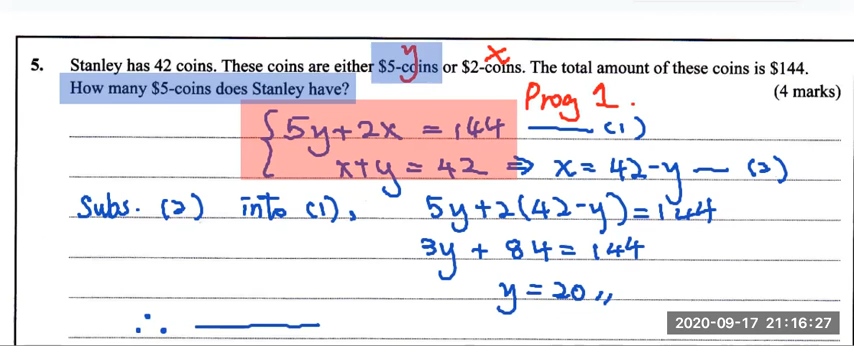 5. Stanley has 42 coins. These coins are either $5-coins or $2-coins. The total amount of these coins is $144.
y
x
How many $5-coins does Stanley have?
(4 marks)
Prog 1.
5y + 2x = 144 —— (1)
x + y = 42 ⇒ x = 42 - y — (2)
Subs. (2) into (1), 5y + 2(42 - y) = 144
3y + 84 = 144
y = 20 //
∴ ————
2020-09-17 21:16:27